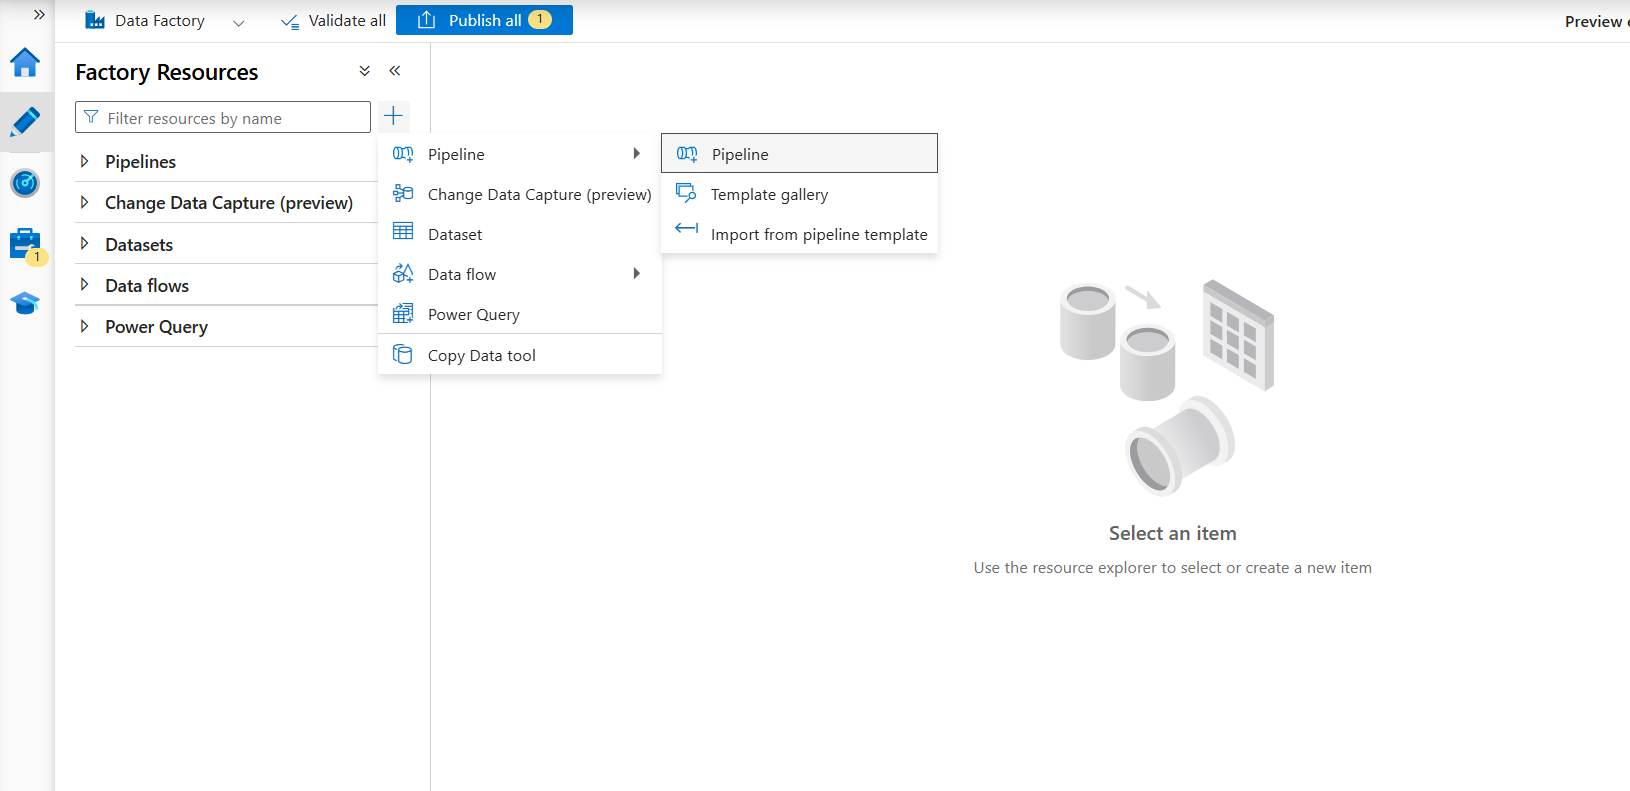 Data Factory
Validate all
Publish all 1
Preview e
Factory Resources
Filter resources by name
Pipelines
Change Data Capture (preview)
Datasets
Data flows
Power Query
Pipeline
Change Data Capture (preview)
Dataset
Data flow
Power Query
Copy Data tool
Pipeline
Template gallery
Import from pipeline template
1
Select an item
Use the resource explorer to select or create a new item